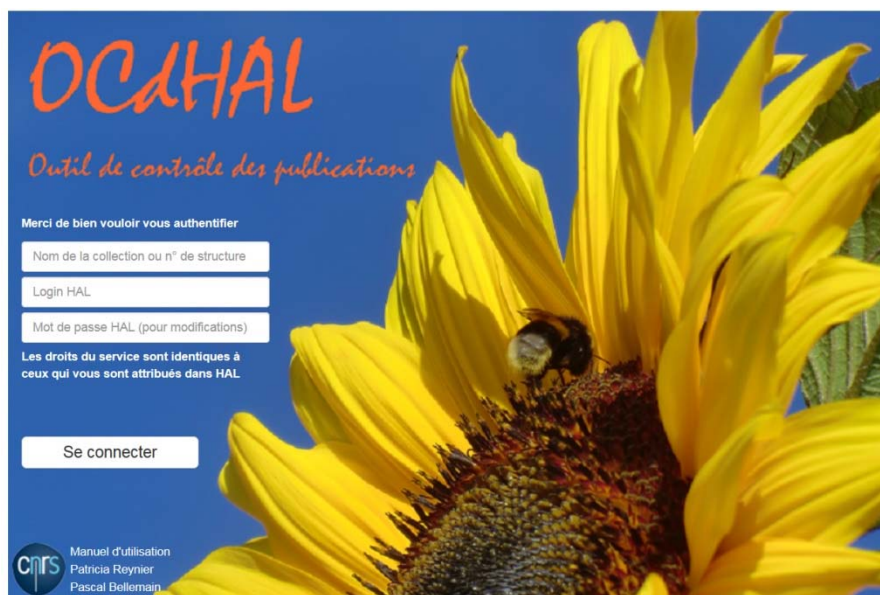 OCdHAL
Outil de contrôle des publications
Merci de bien vouloir vous authentifier
Nom de la collection ou n° de structure
Login HAL
Mot de passe HAL (pour modifications)
Les droits du service sont identiques à
ceux qui vous sont attribués dans HAL
Se connecter
cnrs
Manuel d'utilisation
Patricia Reynier
Pascal Bellemain